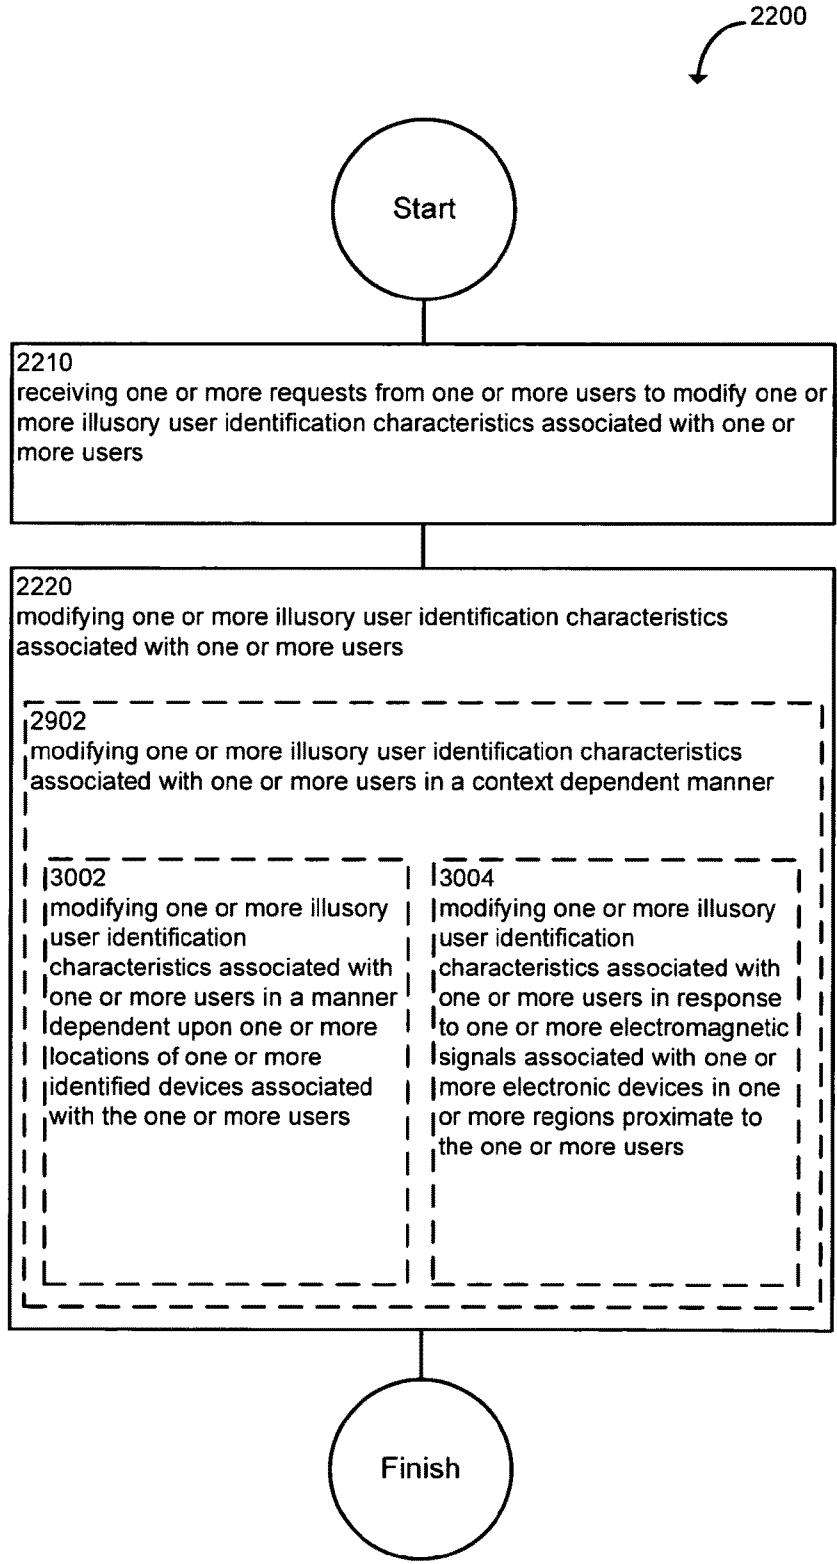 2200
Start
2210
receiving one or more requests from one or more users to modify one or
more illusory user identification characteristics associated with one or
more users
2220
modifying one or more illusory user identification characteristics
associated with one or more users
2902
modifying one or more illusory user identification characteristics
associated with one or more users in a context dependent manner
3002
modifying one or more illusory
user identification
characteristics associated with
one or more users in a manner
dependent upon one or more
locations of one or more
identified devices associated
with the one or more users
3004
modifying one or more illusory
user identification
characteristics associated with
one or more users in response
to one or more electromagnetic
signals associated with one or
more electronic devices in one
or more regions proximate to
the one or more users
Finish